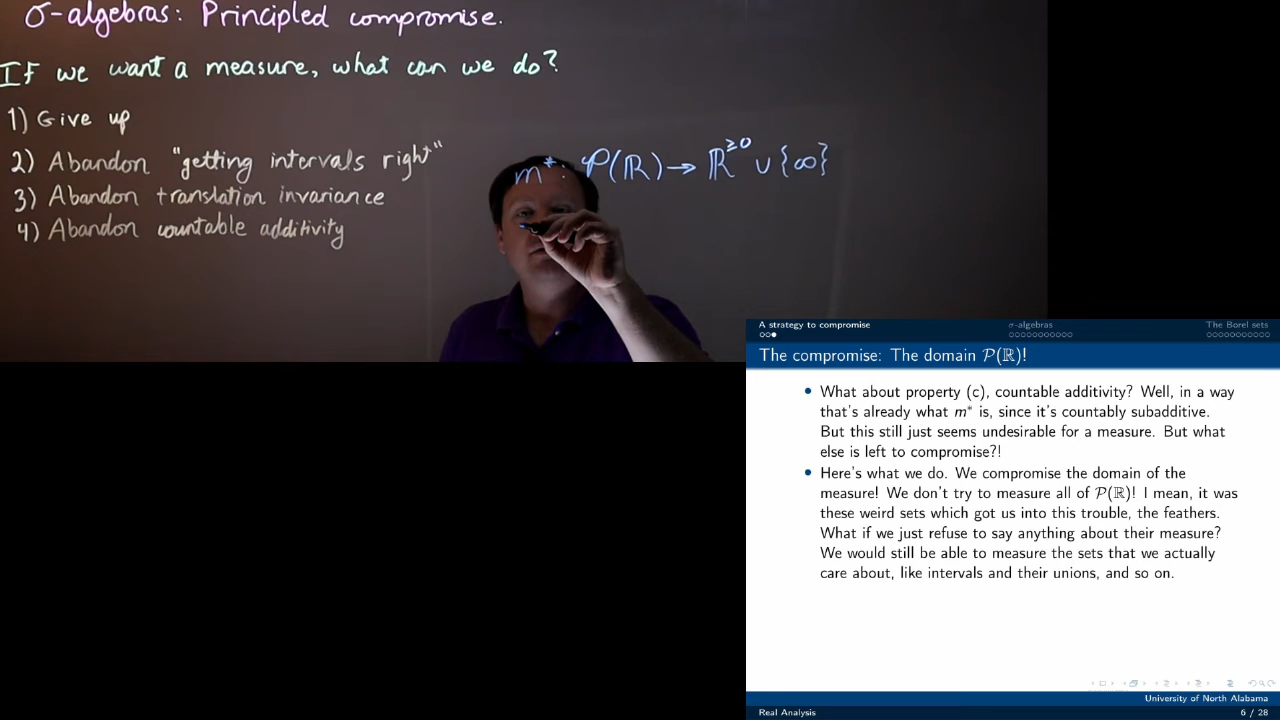 σ-algebras: Principled compromise.
If we want a measure, what can we do?
1) Give up
2) Abandon "getting intervals right"
3) Abandon translation invariance
4) Abandon countable additivity
m*: P(ℝ) → ℝ^≥0 ∪ {∞}
A strategy to compromise
σ-algebras
The Borel sets
The compromise: The domain P(ℝ)!
• What about property (c), countable additivity? Well, in a way
that's already what m* is, since it's countably subadditive.
But this still just seems undesirable for a measure. But what
else is left to compromise?!
• Here's what we do. We compromise the domain of the
measure! We don't try to measure all of P(ℝ)! I mean, it was
these weird sets which got us into this trouble, the feathers.
What if we just refuse to say anything about their measure?
We would still be able to measure the sets that we actually
care about, like intervals and their unions, and so on.
University of North Alabama
Real Analysis
6 / 28